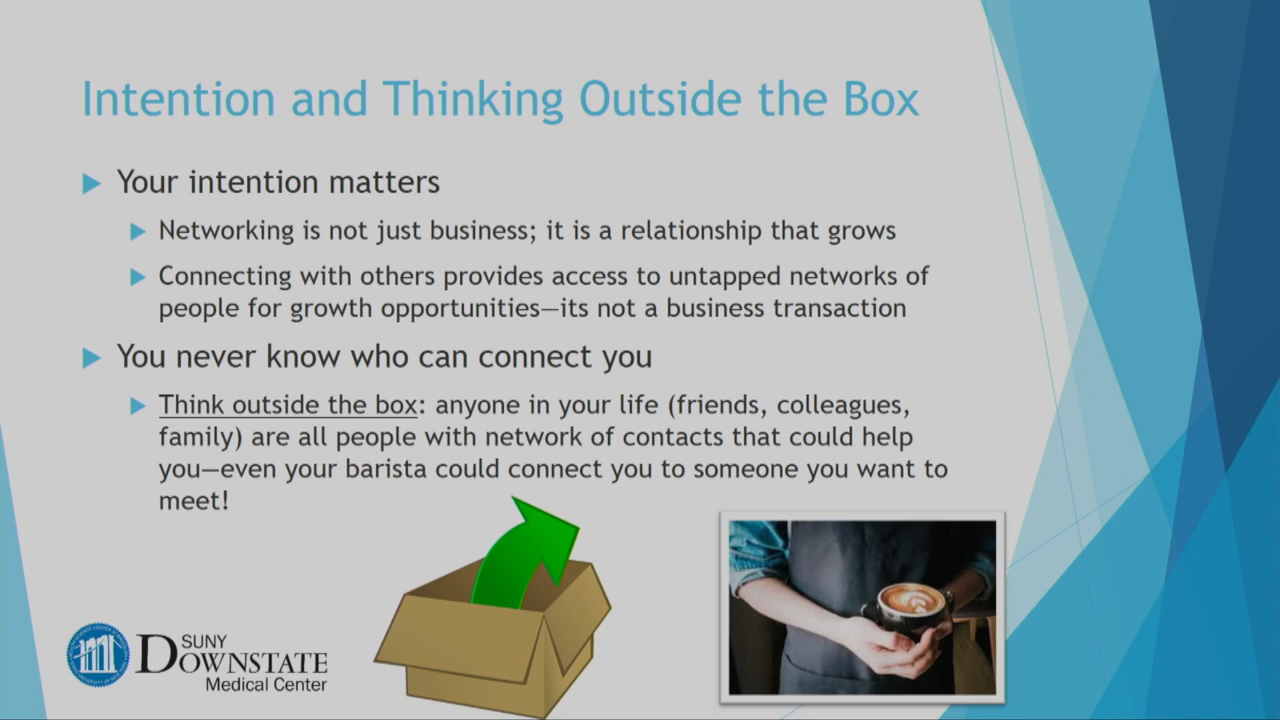 Intention and Thinking Outside the Box
Your intention matters
Networking is not just business; it is a relationship that grows
Connecting with others provides access to untapped networks of
people for growth opportunities—its not a business transaction
You never know who can connect you
Think outside the box: anyone in your life (friends, colleagues,
family) are all people with network of contacts that could help
you—even your barista could connect you to someone you want to
meet!
SUNY
DOWNSTATE
Medical Center